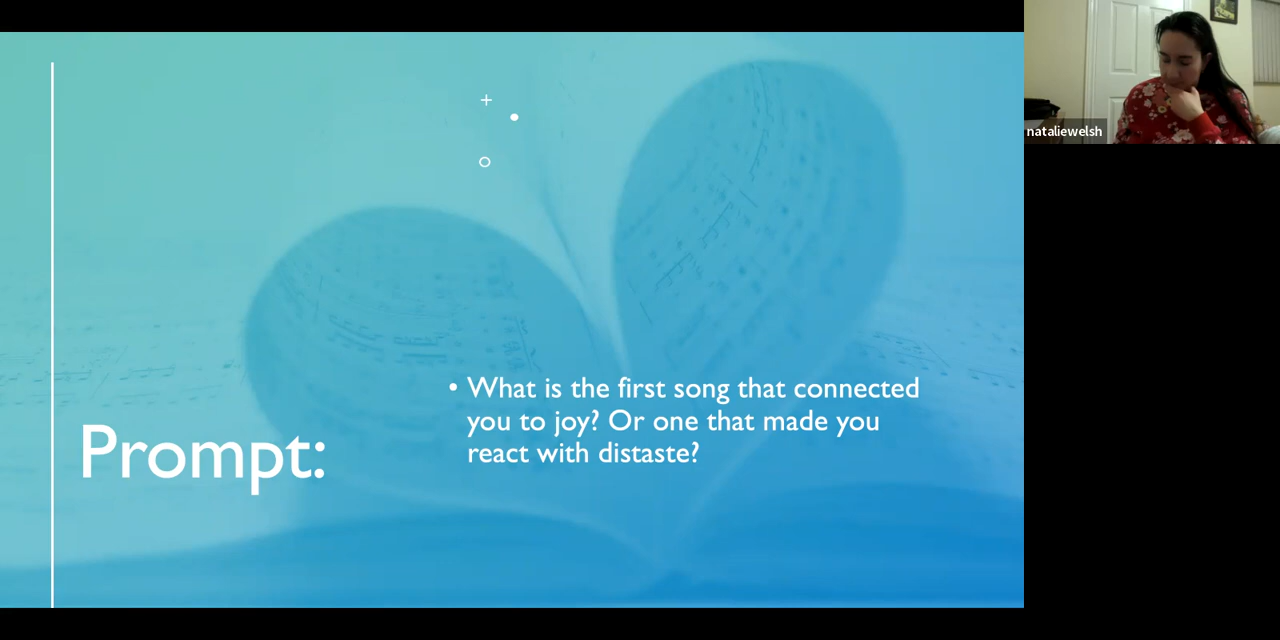 nataliewelsh
Prompt:
• What is the first song that connected
you to joy? Or one that made you
react with distaste?